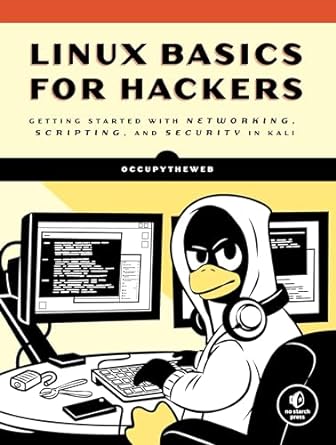 LINUX BASICS
FOR HACKERS
GETTING STARTED WITH NETWORKING,
SCRIPTING, AND SECURITY IN KALI
OCCUPYTHEWEB
no starch
press